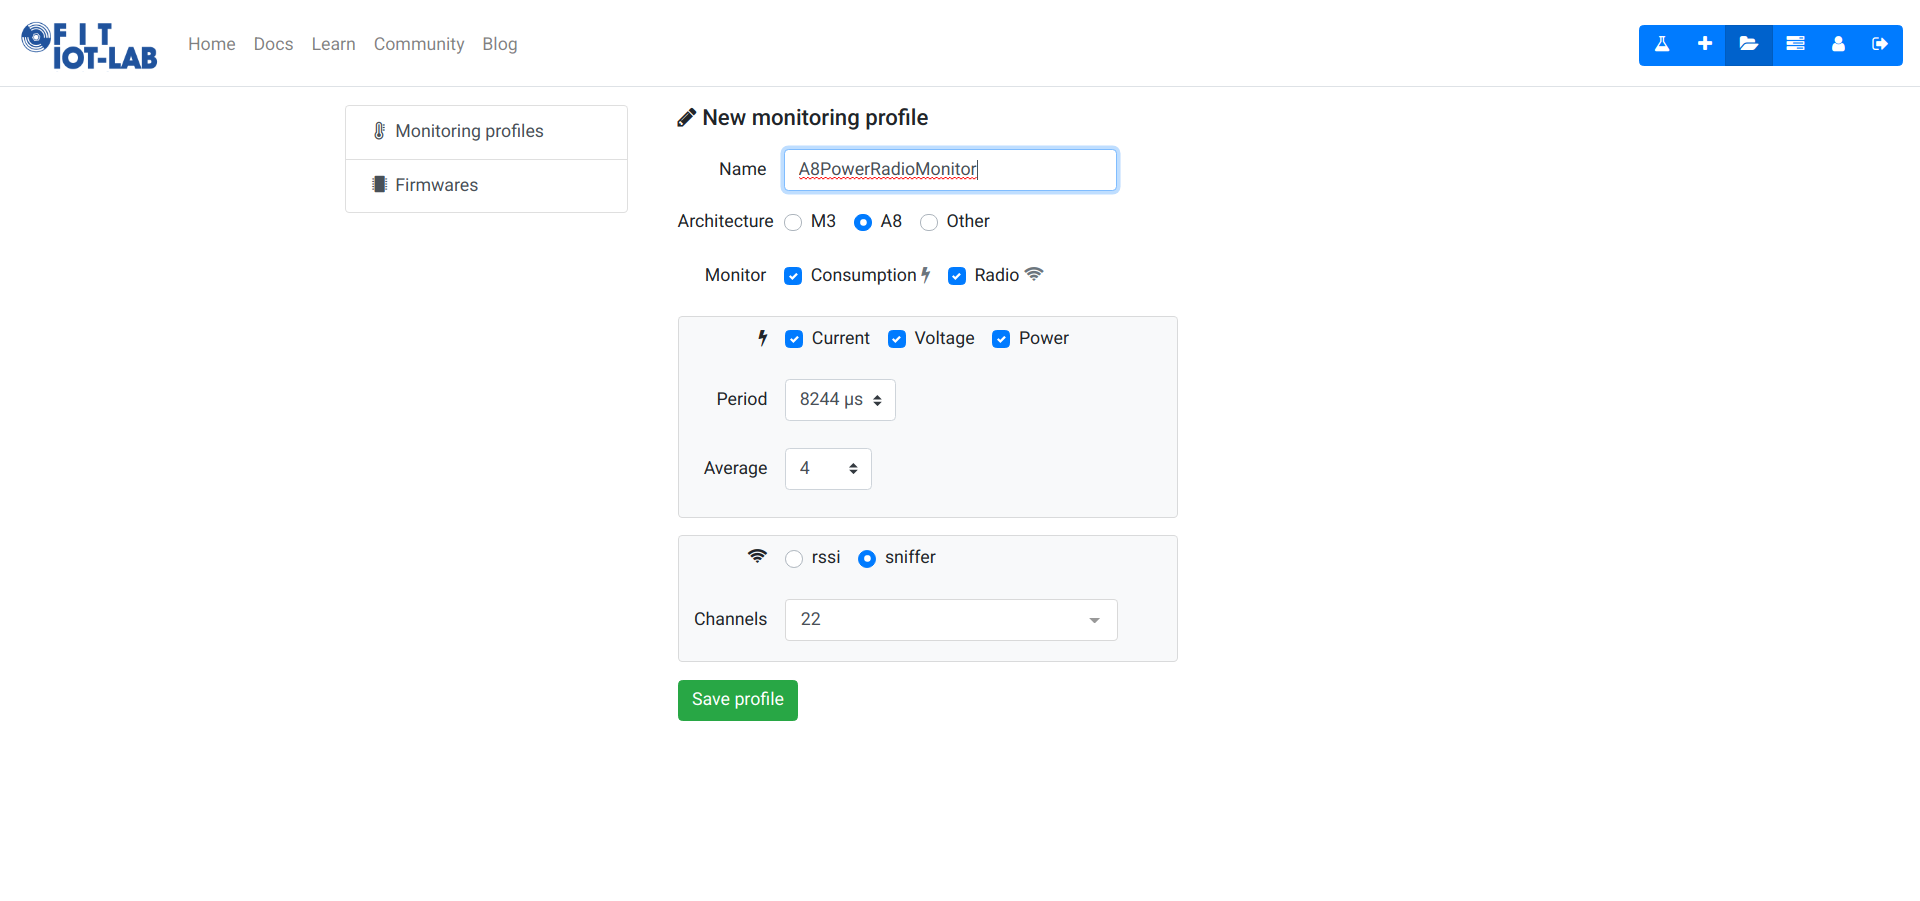 FIT
IOT-LAB
Home Docs Learn Community Blog
Monitoring profiles
Firmwares
New monitoring profile
Name A8PowerRadioMonitor
Architecture M3 A8 Other
Monitor Consumption Radio
Current Voltage Power
Period 8244 µs
Average 4
rssi sniffer
Channels 22
Save profile